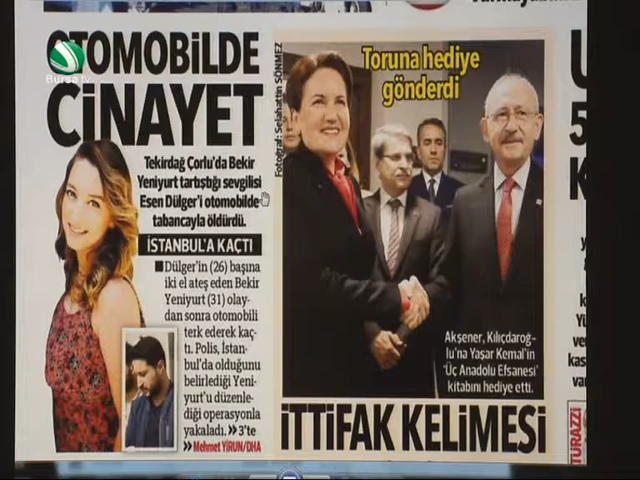 Bursa tv
OTOMOBİLDE
CİNAYET
Tekirdağ Çorlu'da Bekir
Yeniyurt tartıştığı sevgilisi
Esen Dülger'i otomobilde
tabancayla öldürdü.
İSTANBUL'A KAÇTI
Dülger'in (26) başına
iki el ateş eden Bekir
Yeniyurt (31) olay-
dan sonra otomobili
terk ederek kaç-
tı. Polis, İstan-
bul'da olduğunu
belirlediği Yeni-
yurt'u düzenle-
diği operasyonla
yakaladı. 3'te
Mehmet YİRUN/DHA
Fotoğraf: Selahattin SÖNMEZ
Toruna hediye
gönderdi
Akşener, Kılıçdaroğ-
lu'na Yaşar Kemal'in
'Üç Anadolu Efsanesi'
kitabını hediye etti.
İTTİFAK KELİMESİ